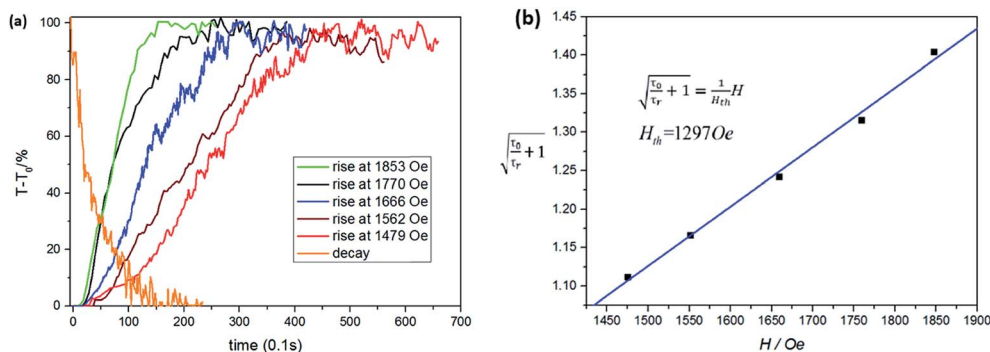 (a)
100
80
60
40
20
0
T-T₀/%
rise at 1853 Oe
rise at 1770 Oe
rise at 1666 Oe
rise at 1562 Oe
rise at 1479 Oe
decay
0 100 200 300 400 500 600 700
time (0.1s)
(b)
1.45
1.40
1.35
1.30
1.25
1.20
1.15
1.10
√(τ₀/τᵣ + 1)
√(τ₀/τᵣ + 1) = 1/Hₜₕ H
Hₜₕ=1297Oe
1450 1500 1550 1600 1650 1700 1750 1800 1850 1900
H / Oe